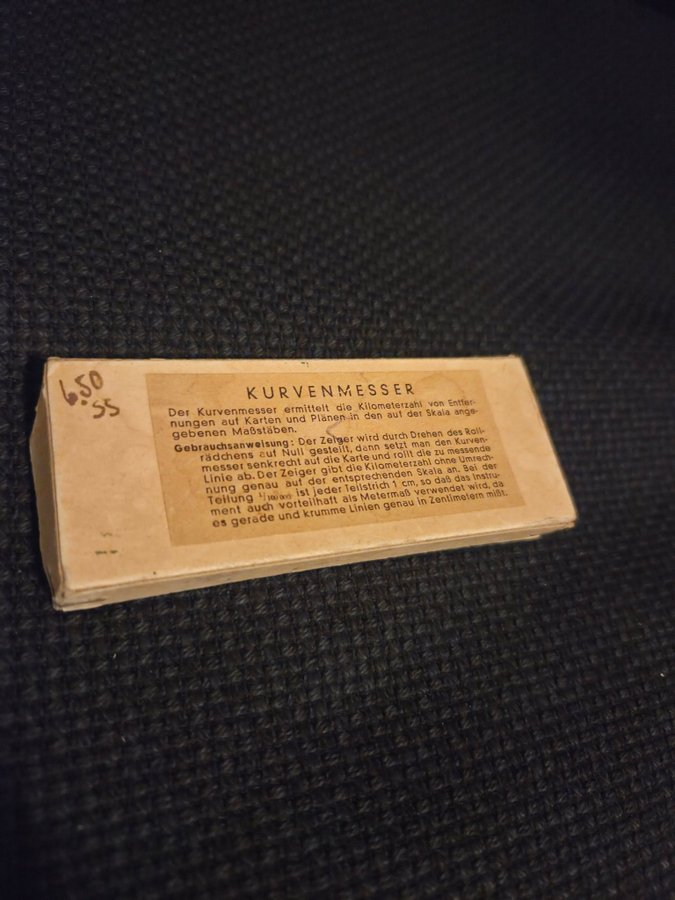 6.50
.55
KURVENMESSER
Der Kurvenmesser ermittelt die Kilometerzahl von Entfer-
nungen auf Karten und Plänen in den auf der Skala ange-
gebenen Maßstäben.
Gebrauchsanweisung: Der Zeiger wird durch Drehen des Roll-
rädchens auf Null gestellt, dann setzt man den Kurven-
messer senkrecht auf die Karte und rollt die zu messende
Linie ab. Der Zeiger gibt die Kilometerzahl ohne Umrech-
nung genau auf der entsprechenden Skala an. Bei der
Teilung ist jeder Teilstrich 1 cm, so daß das Instru-
ment auch vorteilhaft als Metermaß verwendet wird, da
es gerade und krumme Linien genau in Zentimetern mißt.